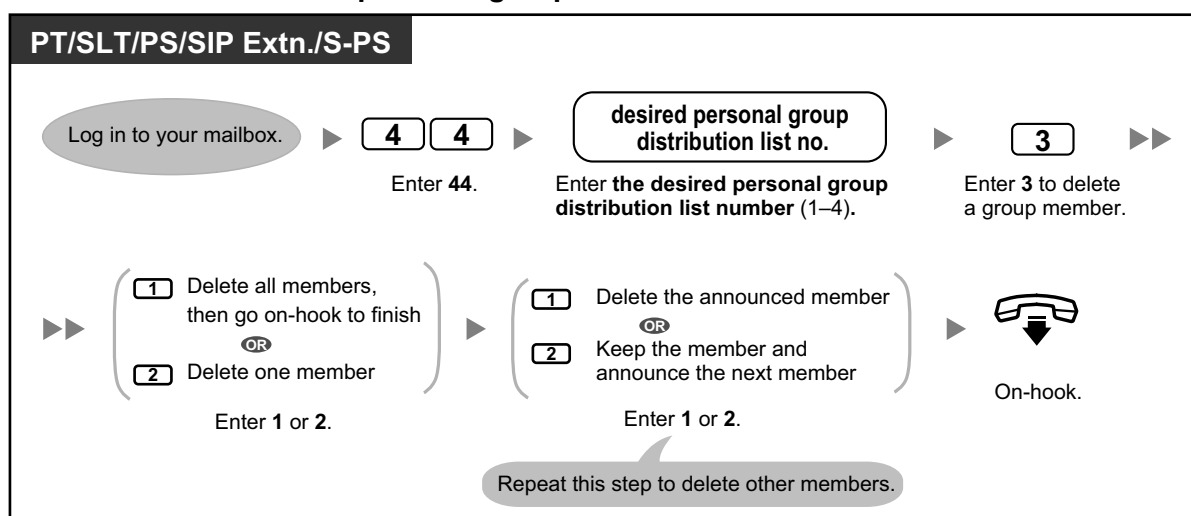 PT/SLT/PS/SIP Extn./S-PS
Log in to your mailbox.
4 4
Enter 44.
desired personal group
distribution list no.
Enter the desired personal group
distribution list number (1–4).
3
Enter 3 to delete
a group member.
1 Delete all members,
then go on-hook to finish
OR
2 Delete one member
Enter 1 or 2.
1 Delete the announced member
OR
2 Keep the member and
announce the next member
Enter 1 or 2.
Repeat this step to delete other members.
On-hook.